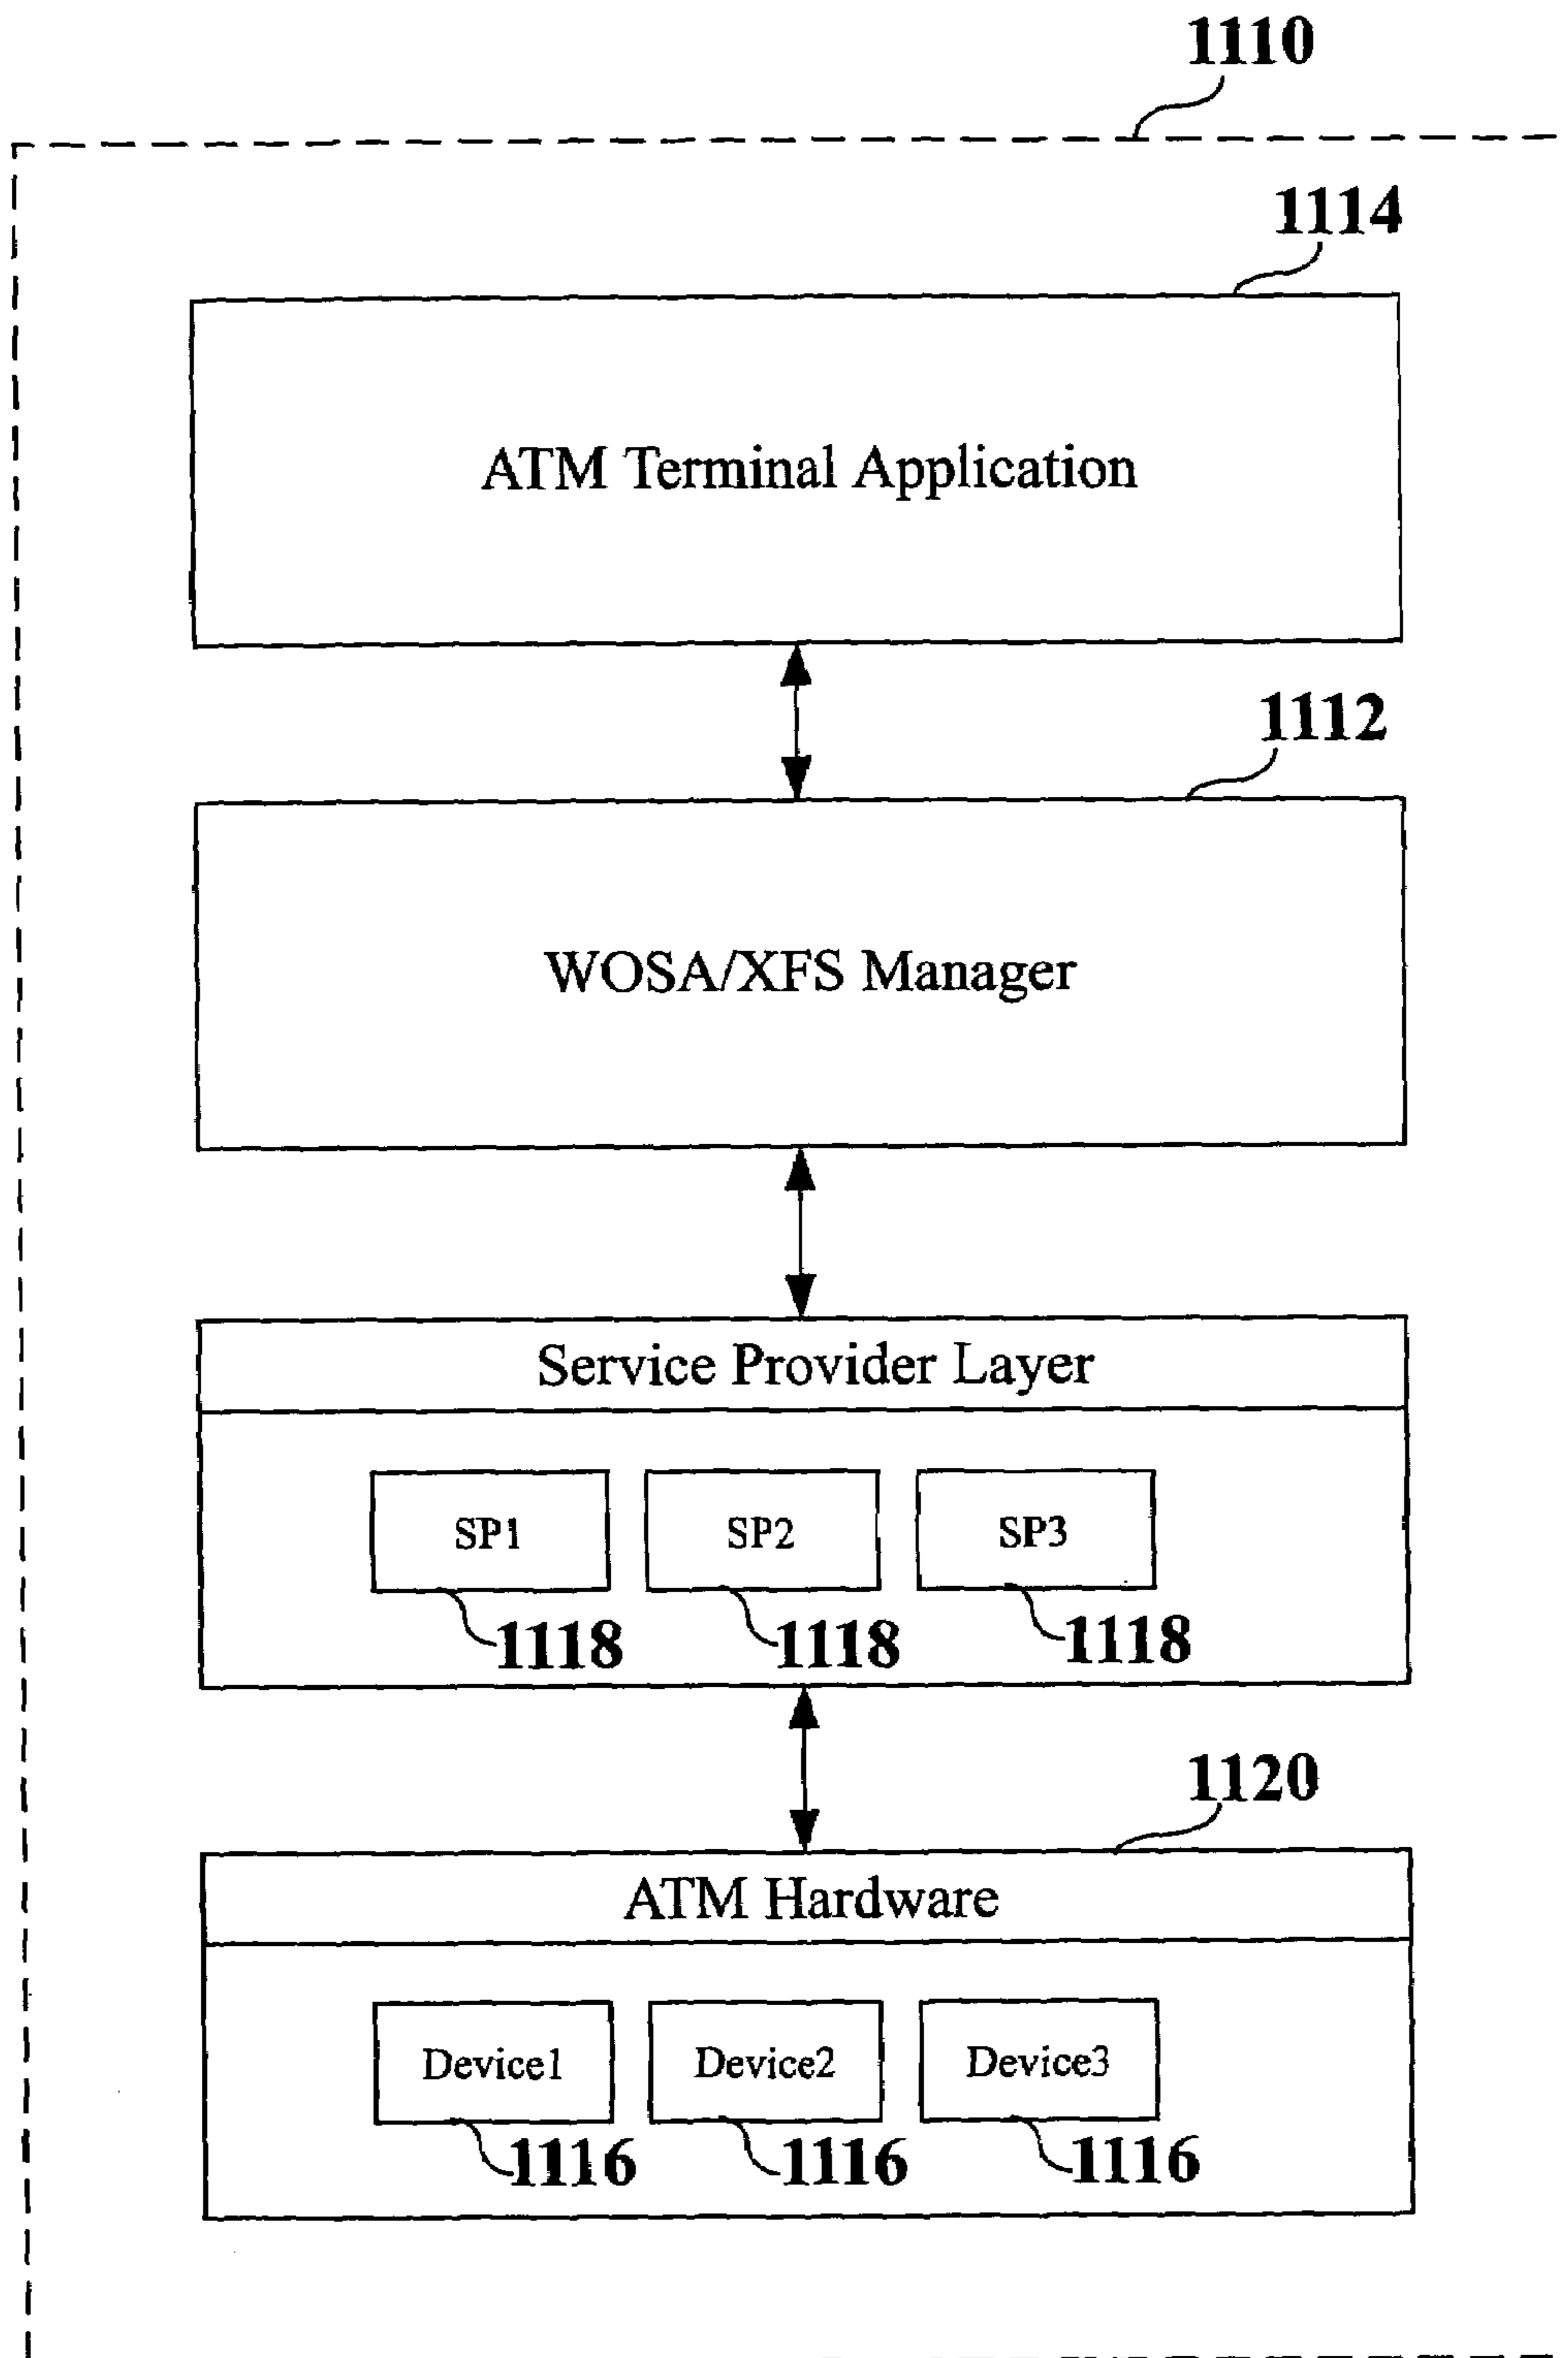 1110
1114
ATM Terminal Application
1112
WOSA/XFS Manager
Service Provider Layer
SP1 SP2 SP3
1118 1118 1118
1120
ATM Hardware
Device1 Device2 Device3
1116 1116 1116